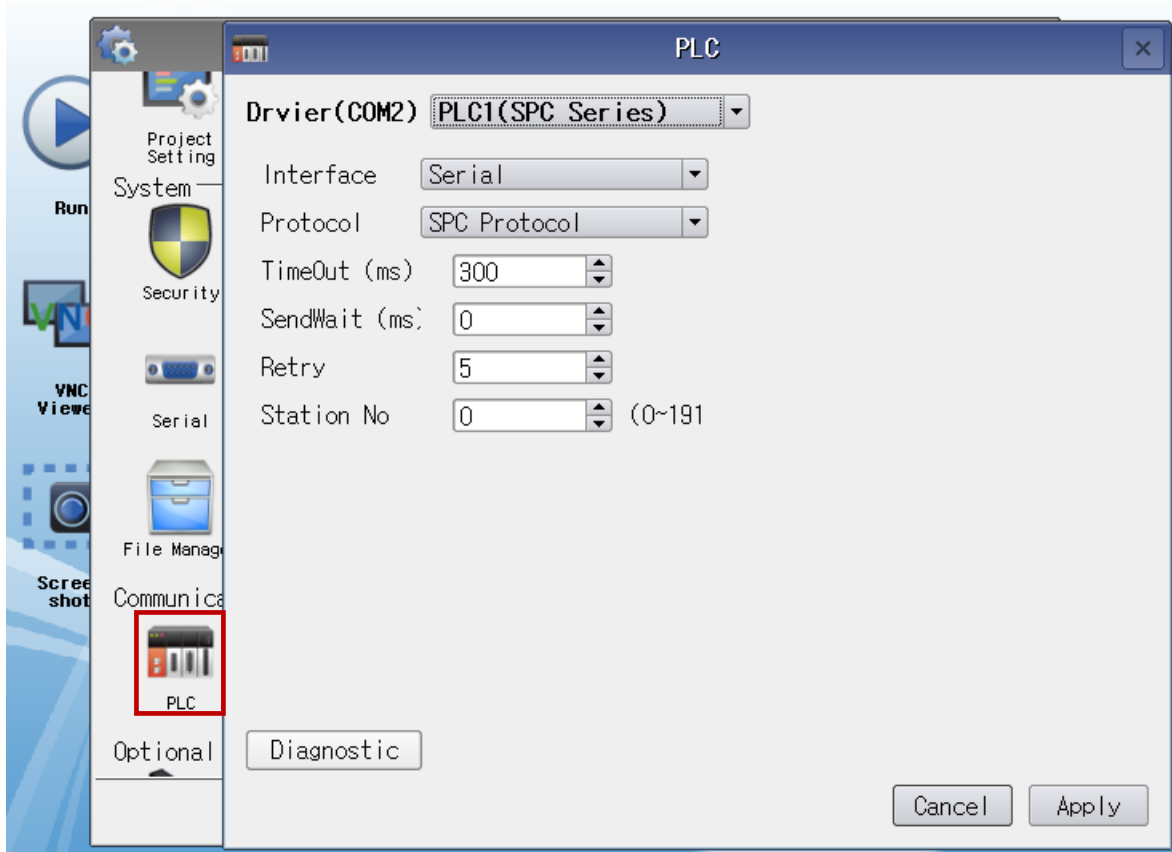 PLC
Drvier(COM2) PLC1(SPC Series)
Interface Serial
Protocol SPC Protocol
TimeOut (ms) 300
SendWait (ms)
0
Retry 5
Station No 0 (0~191
Diagnostic
Cancel Apply
Project
Setting
System
Security
Serial
File Manag
Communica
PLC
Optional
Run
VNC
VNC
Viewe
Scree
shot